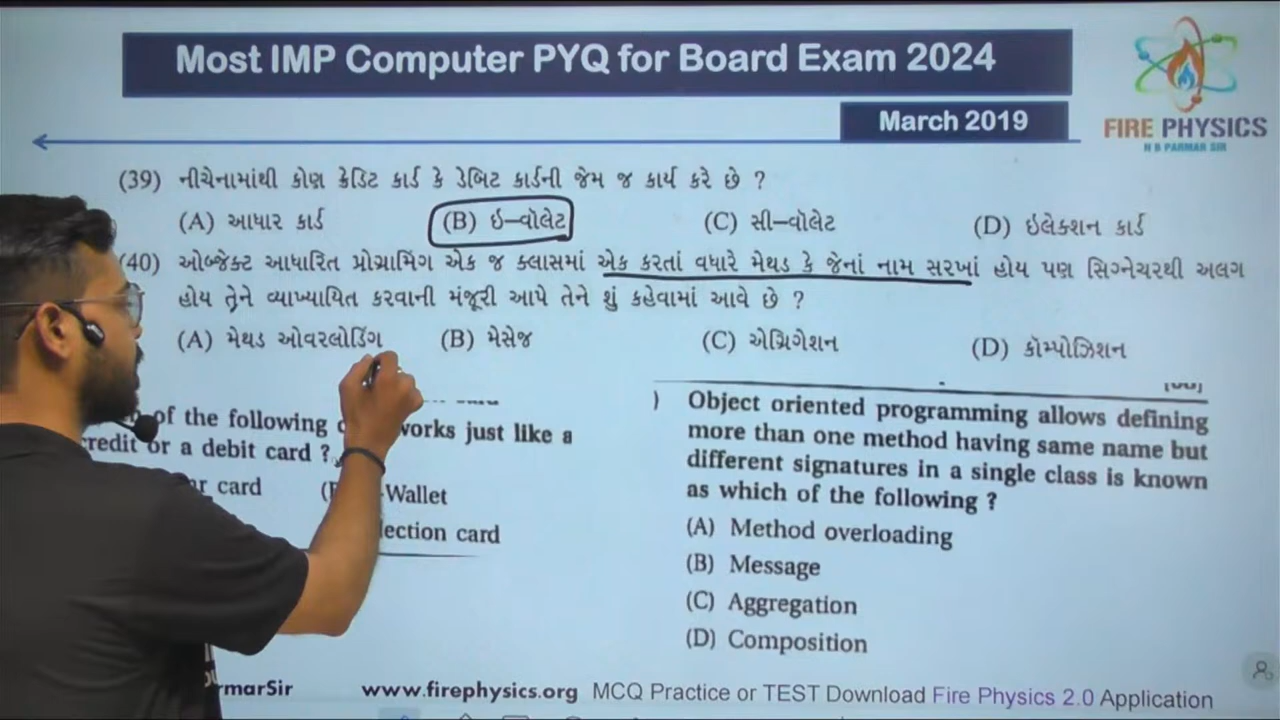 Most IMP Computer PYQ for Board Exam 2024
March 2019
FIRE PHYSICS
N B PARMAR SIR
(39) નીચેનામાંથી કોણ ક્રેડિટ કાર્ડ કે ડેબિટ કાર્ડની જેમ જ કાર્ય કરે છે ?
(A) આધાર કાર્ડ (B) ઇ–વૉલેટ (C) સી–વૉલેટ (D) ઇલેક્શન કાર્ડ
(40) ઓબ્જેક્ટ આધારિત પ્રોગ્રામિંગ એક જ ક્લાસમાં એક કરતાં વધારે મેથડ કે જેનાં નામ સરખાં હોય પણ સિગ્નેચરથી અલગ
હોય તેને વ્યાખ્યાયિત કરવાની મંજૂરી આપે તેને શું કહેવામાં આવે છે ?
(A) મેથડ ઓવરલોડિંગ (B) મેસેજ (C) એગ્રિગેશન (D) કૉમ્પોઝિશન
of the following works just like a
credit or a debit card ?
card
-Wallet
lection card
) Object oriented programming allows defining
more than one method having same name but
different signatures in a single class is known
as which of the following ?
(A) Method overloading
(B) Message
(C) Aggregation
(D) Composition
rmarSir www.firephysics.org MCQ Practice or TEST Download Fire Physics 2.0 Application